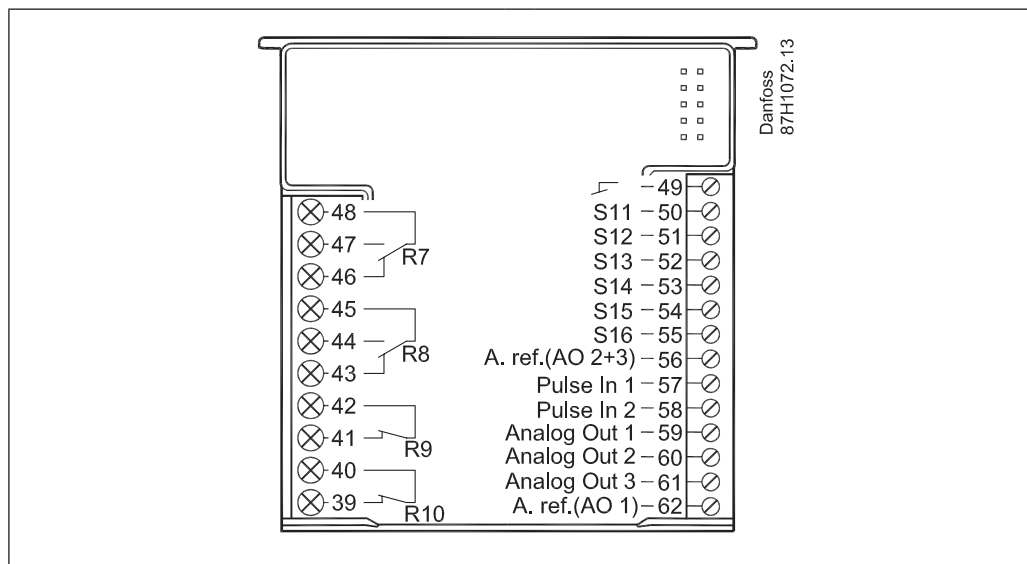 Danfoss
87H1072.13
48
47
R7
46
45
44
R8
43
42
41
R9
40
39
R10
49
S11 50
S12 51
S13 52
S14 53
S15 54
S16 55
A. ref.(AO 2+3) 56
Pulse In 1 57
Pulse In 2 58
Analog Out 1 59
Analog Out 2 60
Analog Out 3 61
A. ref.(AO 1) 62